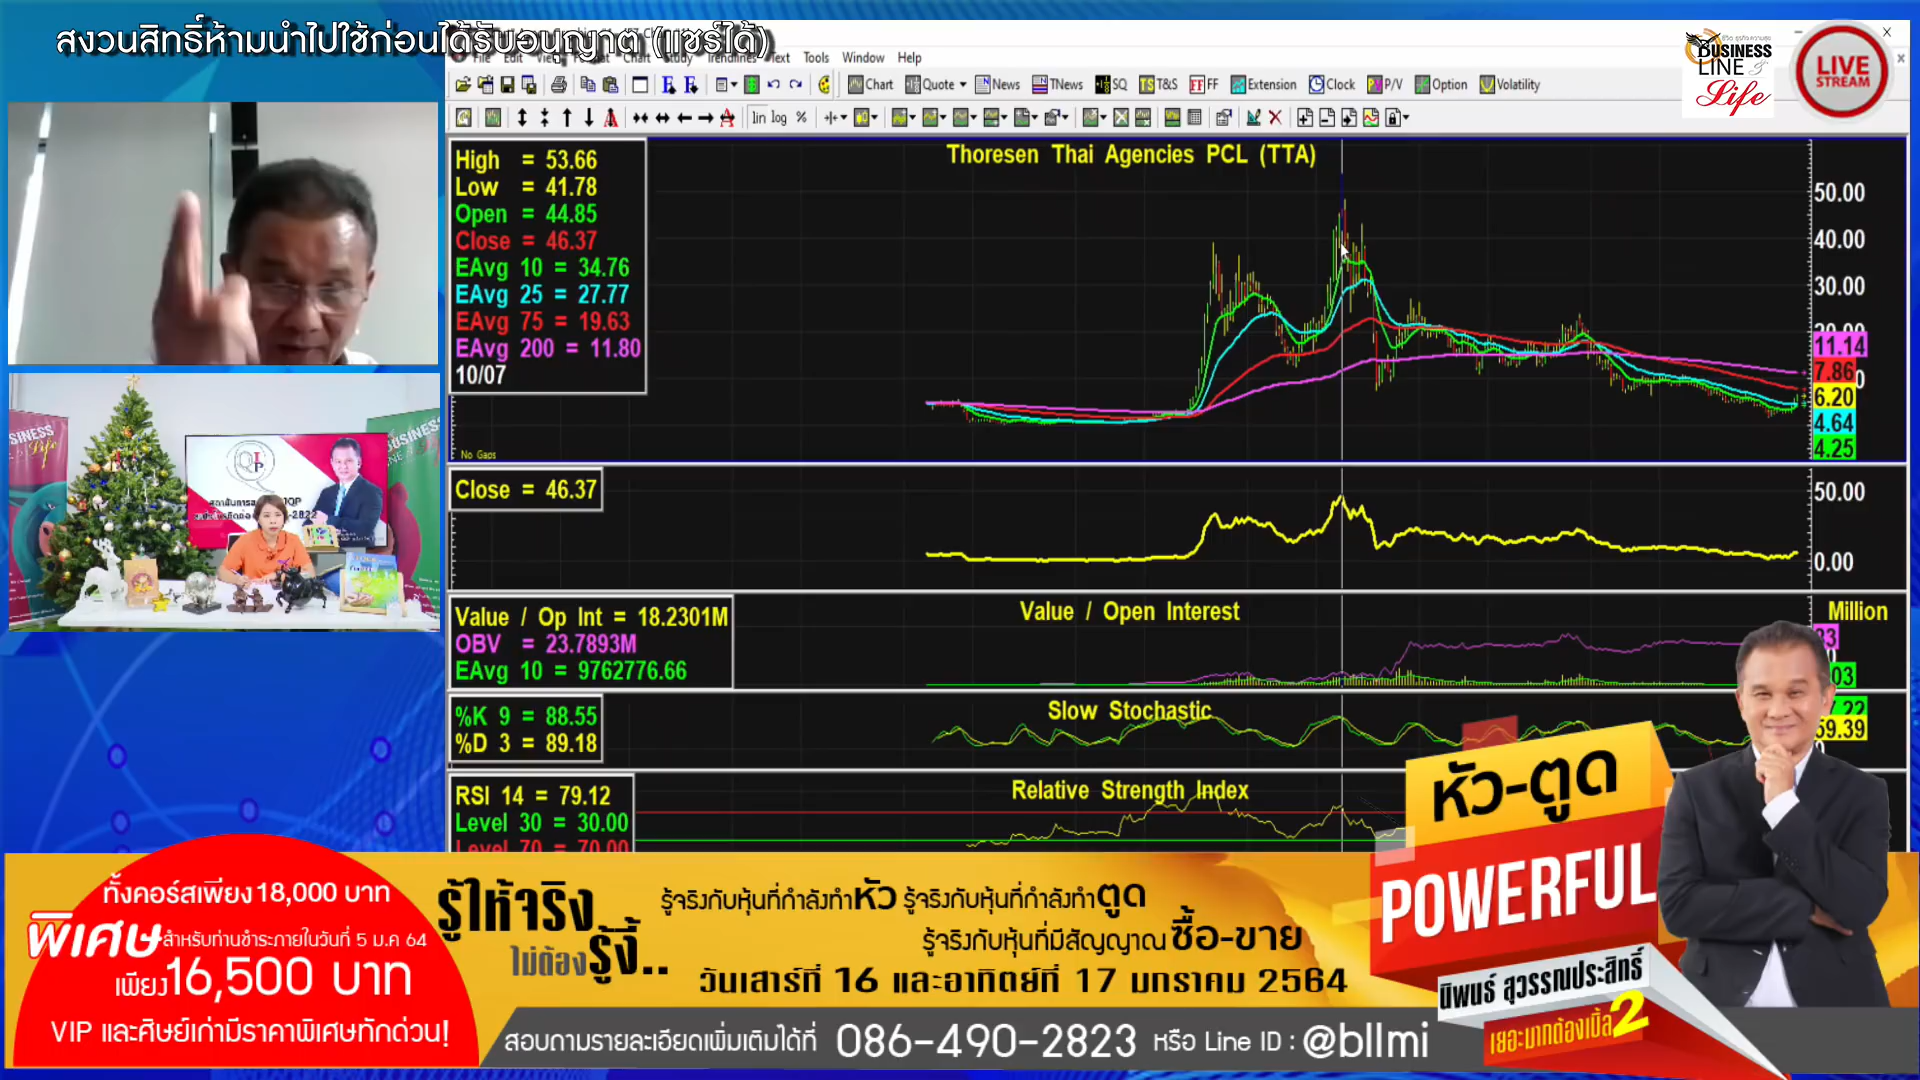 สงวนสิทธิ์ห้ามนำไปใช้ก่อนได้รับอนุญาต (แชร์ได้)
File Edit Chart Study Trendlines Text Tools Window Help
Chart Quote News TNews SQ T&S FF Extension Clock P/V Option Volatility
lin log %
BUSINESS
LINE &
Life
LIVE
STREAM
Thoresen Thai Agencies PCL (TTA)
High = 53.66
Low = 41.78
Open = 44.85
Close = 46.37
EAvg 10 = 34.76
EAvg 25 = 27.77
EAvg 75 = 19.63
EAvg 200 = 11.80
10/07
No Gaps
50.00
40.00
30.00
20.00
11.14
7.86
6.20
4.64
4.25
Close = 46.37
50.00
0.00
Value / Op Int = 18.2301M
OBV = 23.7893M
EAvg 10 = 9762776.66
Value / Open Interest
Million
%K 9 = 88.55
%D 3 = 89.18
Slow Stochastic
59.39
RSI 14 = 79.12
Level 30 = 30.00
Level 70 = 70.00
Relative Strength Index
ทั้งคอร์สเพียง 18,000 บาท
พิเศษ สำหรับท่านชำระภายในวันที่ 5 ม.ค 64
เพียง 16,500 บาท
VIP และศิษย์เก่ามีราคาพิเศษทักด่วน!
รู้ให้จริง
ไม่ต้องรู้งี้..
รู้จริงกับหุ้นที่กำลังทำหัว รู้จริงกับหุ้นที่กำลังทำตูด
รู้จริงกับหุ้นที่มีสัญญาณ ซื้อ-ขาย
วันเสาร์ที่ 16 และอาทิตย์ที่ 17 มกราคม 2564
สอบถามรายละเอียดเพิ่มเติมได้ที่ 086-490-2823 หรือ Line ID : @bllmi
หัว-ตูด
POWERFUL
นิพนธ์ สุวรรณประสิทธิ์
เยอะมากต้องเบิ้ล 2